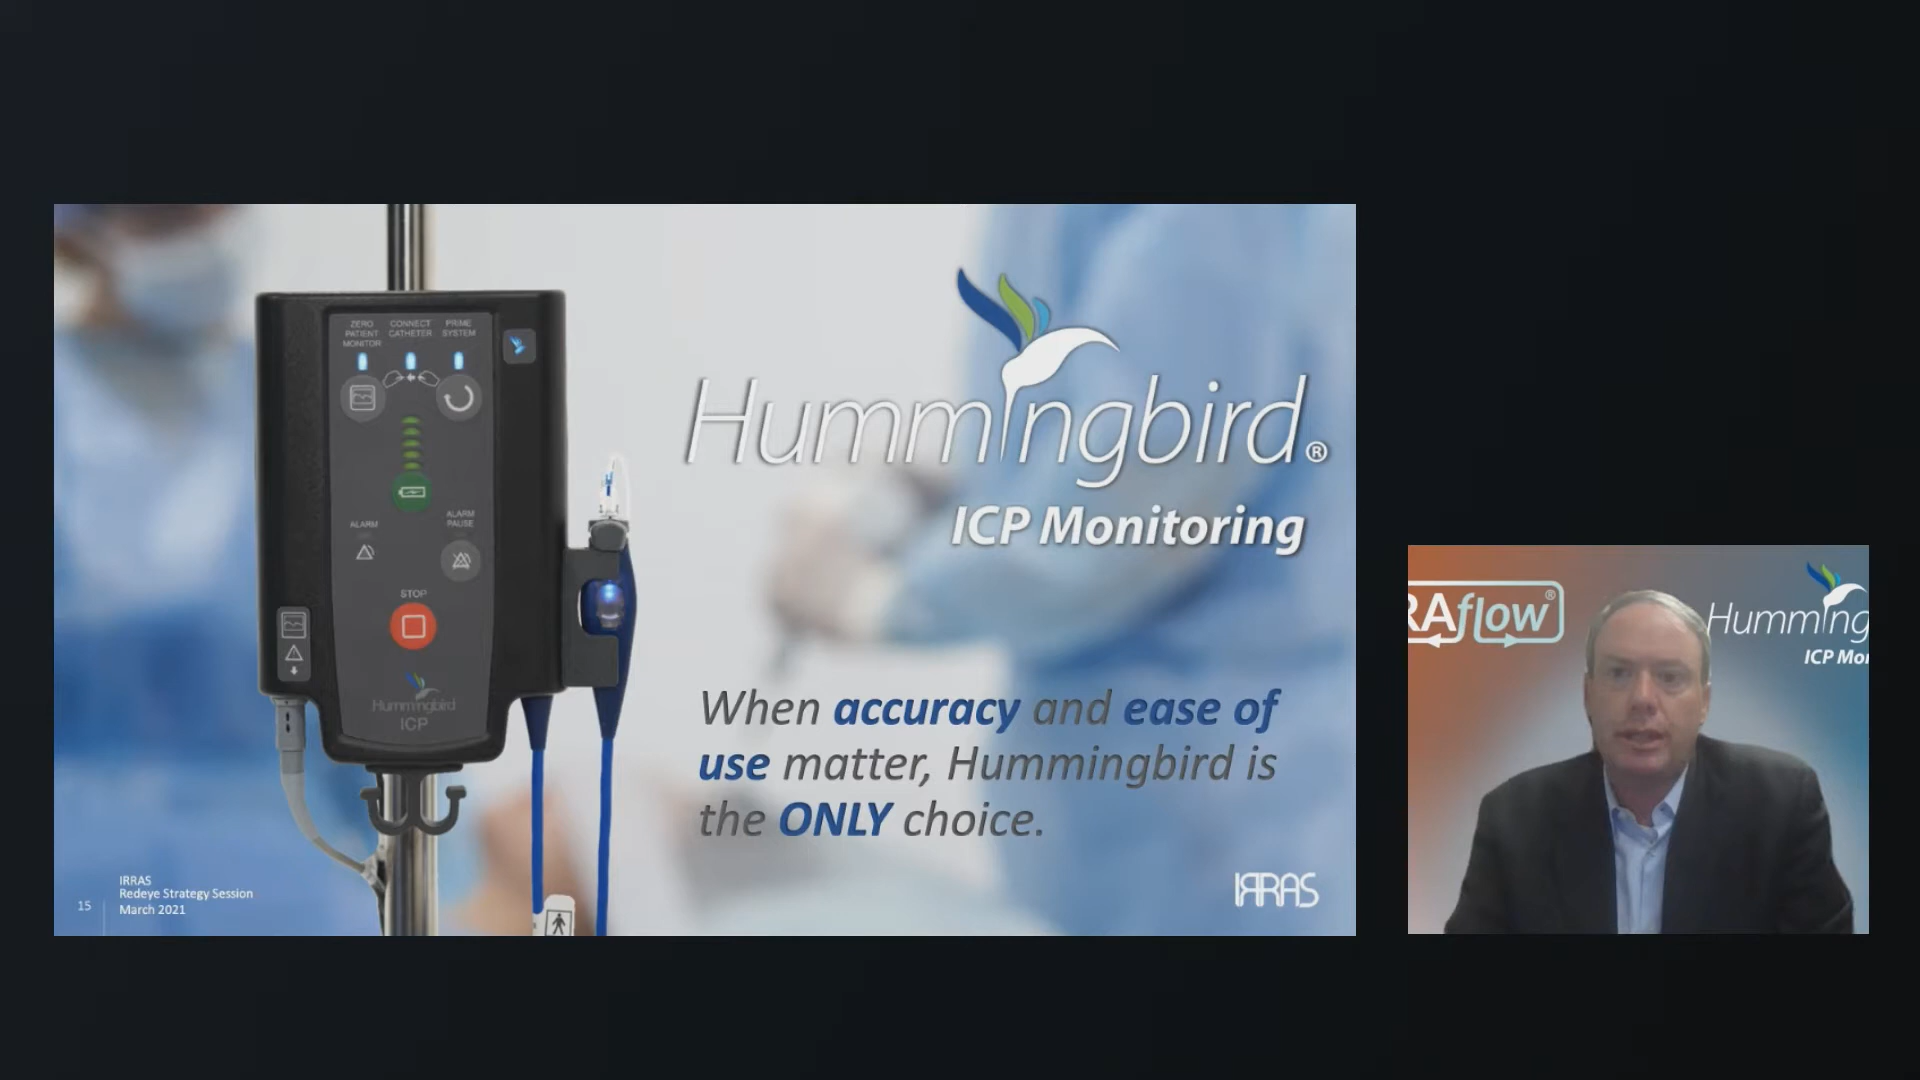 ZERO
PATIENT
MONITOR
CONNECT
CATHETER
PRIME
SYSTEM
ALARM
ALARM
PAUSE
STOP
Hummingbird
ICP
Hummingbird®
ICP Monitoring
When accuracy and ease of
use matter, Hummingbird is
the ONLY choice.
15
IRRAS
Redeye Strategy Session
March 2021
IRRAS
RAflow®
Humming
ICP Mo